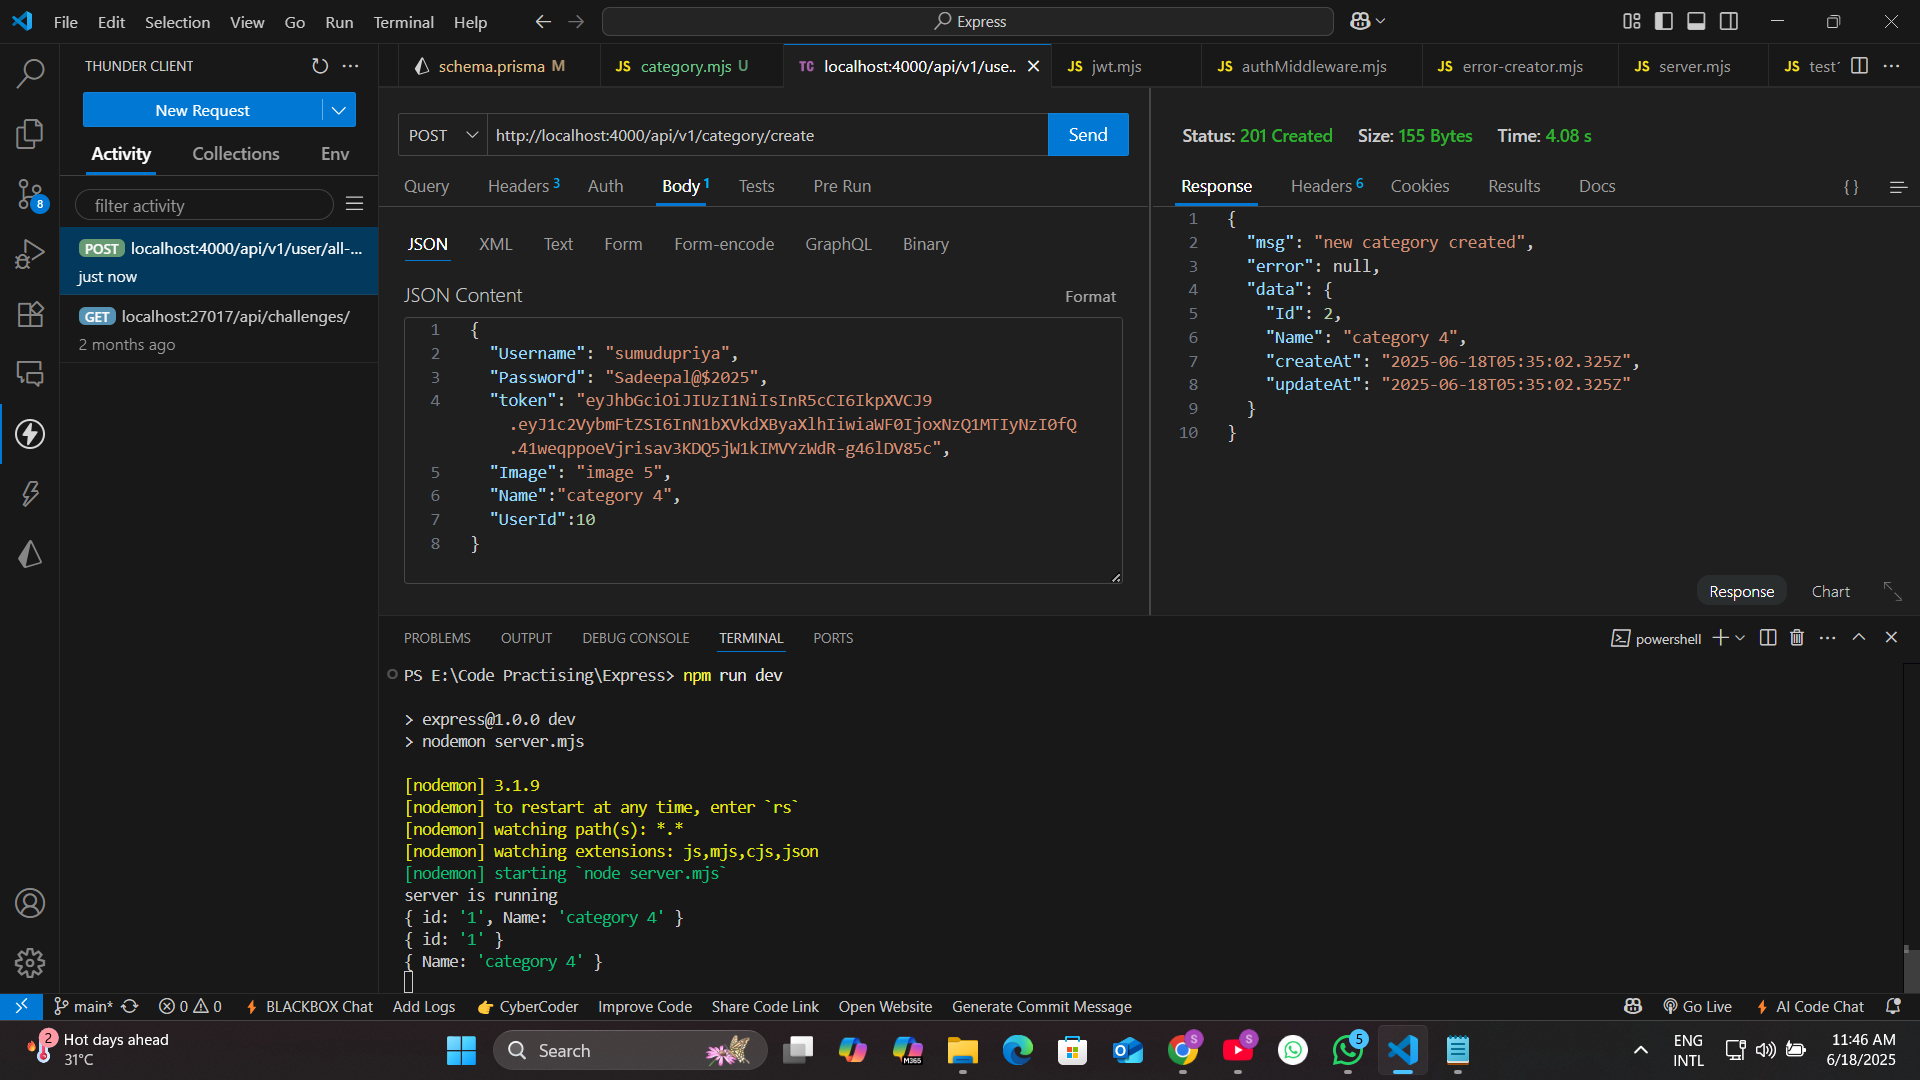 File Edit Selection View Go Run Terminal Help
Express
THUNDER CLIENT
New Request
Activity Collections Env
filter activity
POST localhost:4000/api/v1/user/all-...
just now
GET localhost:27017/api/challenges/
2 months ago
8
schema.prisma M
JS category.mjs U
TC localhost:4000/api/v1/use..
JS jwt.mjs
JS authMiddleware.mjs
JS error-creator.mjs
JS server.mjs
JS test
POST http://localhost:4000/api/v1/category/create Send
Query Headers 3 Auth Body 1 Tests Pre Run
JSON XML Text Form Form-encode GraphQL Binary
JSON Content Format
1 {
2 "Username": "sumudupriya",
3 "Password": "Sadeepal@$2025",
4 "token": "eyJhbGciOiJIUzI1NiIsInR5cCI6IkpXVCJ9
.eyJ1c2VybmFtZSI6InN1bXVkdXByaXlhIiwiaWF0IjoxNzQ1MTIyNzI0fQ
.41weqppoeVjrisav3KDQ5jW1kIMVYzWdR-g46lDV85c",
5 "Image": "image 5",
6 "Name":"category 4",
7 "UserId":10
8 }
Status: 201 Created Size: 155 Bytes Time: 4.08 s
Response Headers 6 Cookies Results Docs { }
1 {
2 "msg": "new category created",
3 "error": null,
4 "data": {
5 "Id": 2,
6 "Name": "category 4",
7 "createAt": "2025-06-18T05:35:02.325Z",
8 "updateAt": "2025-06-18T05:35:02.325Z"
9 }
10 }
Response Chart
PROBLEMS OUTPUT DEBUG CONSOLE TERMINAL PORTS
powershell
PS E:\Code Practising\Express> npm run dev
> express@1.0.0 dev
> nodemon server.mjs
[nodemon] 3.1.9
[nodemon] to restart at any time, enter `rs`
[nodemon] watching path(s): *.*
[nodemon] watching extensions: js,mjs,cjs,json
[nodemon] starting `node server.mjs`
server is running
{ id: '1', Name: 'category 4' }
{ id: '1' }
{ Name: 'category 4' }
main* 0 0 BLACKBOX Chat Add Logs CyberCoder Improve Code Share Code Link Open Website Generate Commit Message
Go Live AI Code Chat
2 Hot days ahead
31°C
Search
M365
S
S
5
ENG
INTL
11:46 AM
6/18/2025